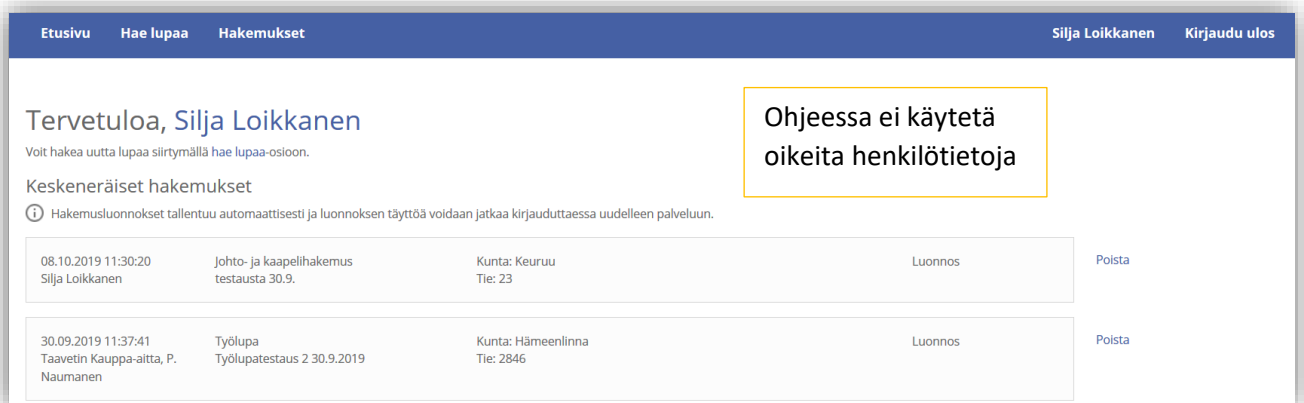 Etusivu Hae lupaa Hakemukset Silja Loikkanen Kirjaudu ulos
Tervetuloa, Silja Loikkanen
Voit hakea uutta lupaa siirtymällä hae lupaa-osioon.
Ohjeessa ei käytetä
oikeita henkilötietoja
Keskeneräiset hakemukset
Hakemusluonnokset tallentuu automaattisesti ja luonnoksen täyttöä voidaan jatkaa kirjauduttaessa uudelleen palveluun.
08.10.2019 11:30:20 Johto- ja kaapelihakemus Kunta: Keuruu Luonnos Poista
Silja Loikkanen testausta 30.9. Tie: 23
30.09.2019 11:37:41 Työlupa Kunta: Hämeenlinna Luonnos Poista
Taavetin Kauppa-aitta, P. Työlupatestaus 2 30.9.2019 Tie: 2846
Naumanen